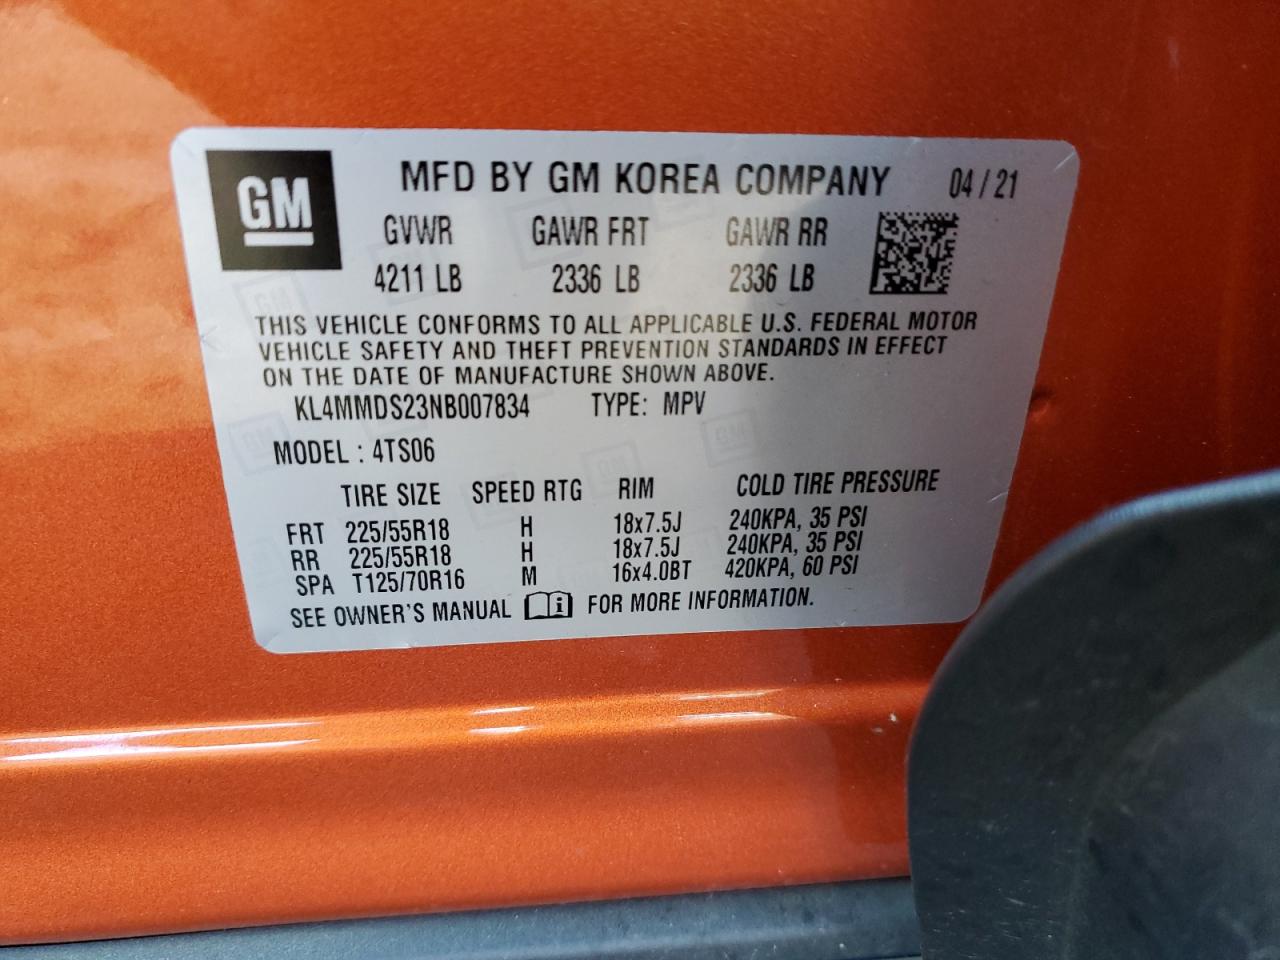 GM
MFD BY GM KOREA COMPANY 04 / 21
GVWR GAWR FRT GAWR RR
4211 LB 2336 LB 2336 LB
THIS VEHICLE CONFORMS TO ALL APPLICABLE U.S. FEDERAL MOTOR
VEHICLE SAFETY AND THEFT PREVENTION STANDARDS IN EFFECT
ON THE DATE OF MANUFACTURE SHOWN ABOVE.
KL4MMDS23NB007834 TYPE: MPV
MODEL : 4TS06
TIRE SIZE SPEED RTG RIM COLD TIRE PRESSURE
FRT 225/55R18 H 18x7.5J 240KPA, 35 PSI
RR 225/55R18 H 18x7.5J 240KPA, 35 PSI
SPA T125/70R16 M 16x4.0BT 420KPA, 60 PSI
SEE OWNER'S MANUAL FOR MORE INFORMATION.